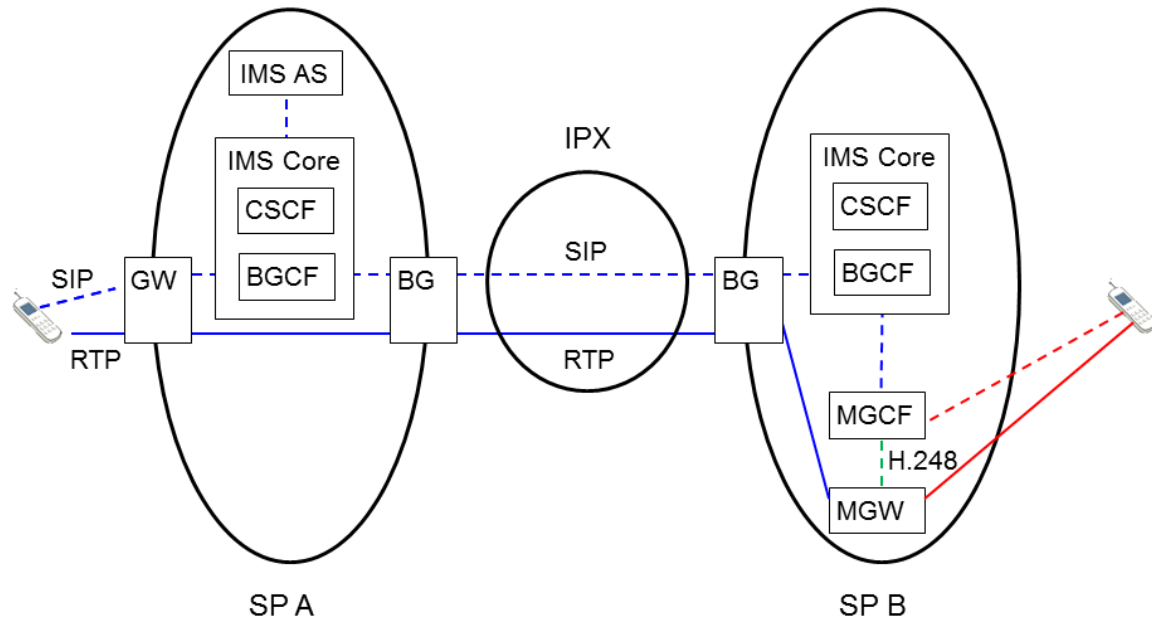 IMS AS
IMS Core
CSCF
BGCF
SIP
GW
BG
RTP
IPX
SIP
RTP
BG
IMS Core
CSCF
BGCF
MGCF
H.248
MGW
SP A
SP B